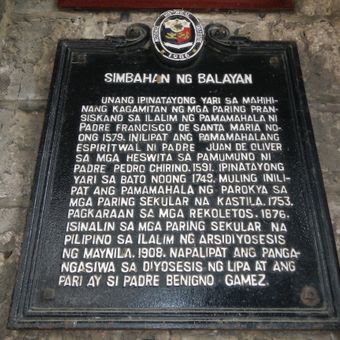 SIMBAHAN NG BALAYAN
UNANG IPINATAYONG YARI SA MAHIHI-
NANG KAGAMITAN NG MGA PARING PRAN-
SISKANO SA ILALIM NG PAMAMAHALA NI
PADRE FRANCISCO DE SANTA MARIA NO-
ONG 1579. INILIPAT ANG PAMAMAHALANG
ESPIRITWAL NI PADRE JUAN DE OLIVER
SA MGA HESWITA SA PAMUMUNO NI
PADRE PEDRO CHIRINO, 1591. IPINATAYONG
YARI SA BATO NOONG 1748. MULING INILI-
PAT ANG PAMAMAHALA NG PAROKYA SA
MGA PARING SEKULAR NA KASTILA, 1753,
PAGKARAAN SA MGA REKOLETOS, 1876.
ISINALIN SA MGA PARING SEKULAR NA
PILIPINO SA ILALIM NG ARSIDIYOSESIS
NG MAYNILA, 1908. NAPALIPAT ANG PANGA-
NGASIWA SA DIYOSESIS NG LIPA AT ANG
PARI AY SI PADRE BENIGNO GAMEZ.